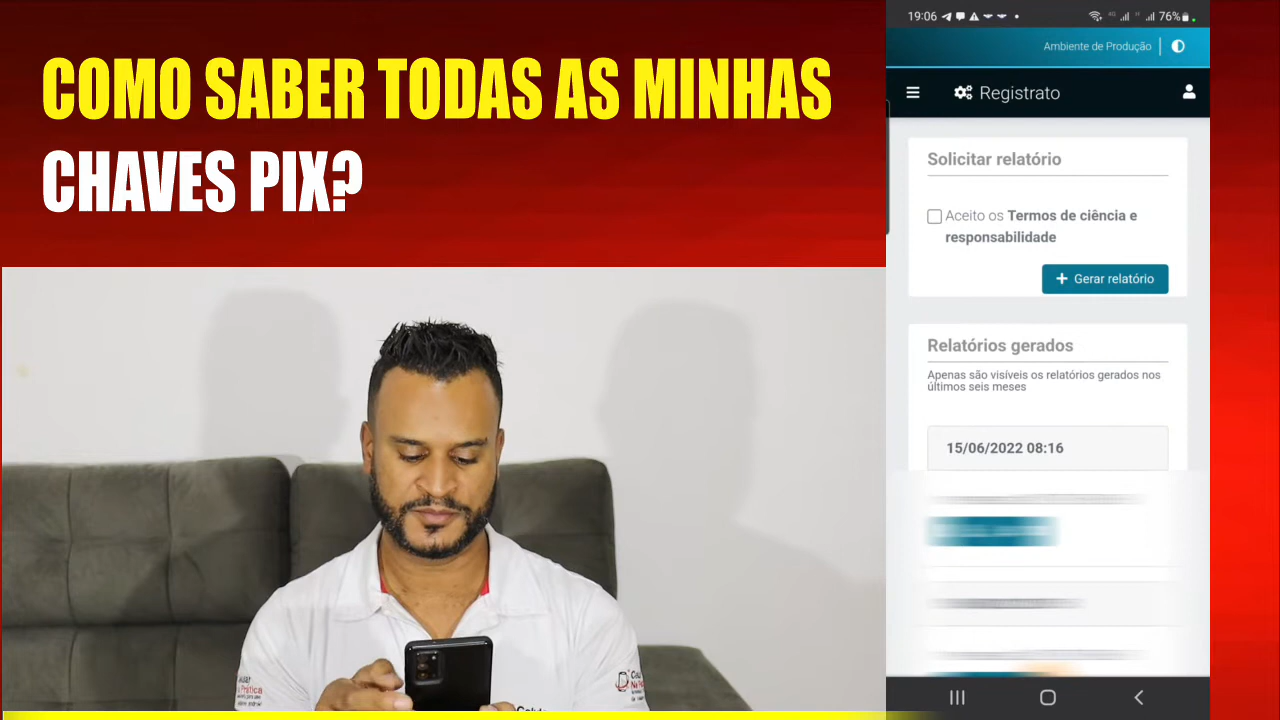 COMO SABER TODAS AS MINHAS
CHAVES PIX?
19:06
76%
Ambiente de Produção
Registrato
Solicitar relatório
Aceito os Termos de ciência e
responsabilidade
+ Gerar relatório
Relatórios gerados
Apenas são visíveis os relatórios gerados nos
últimos seis meses
15/06/2022 08:16